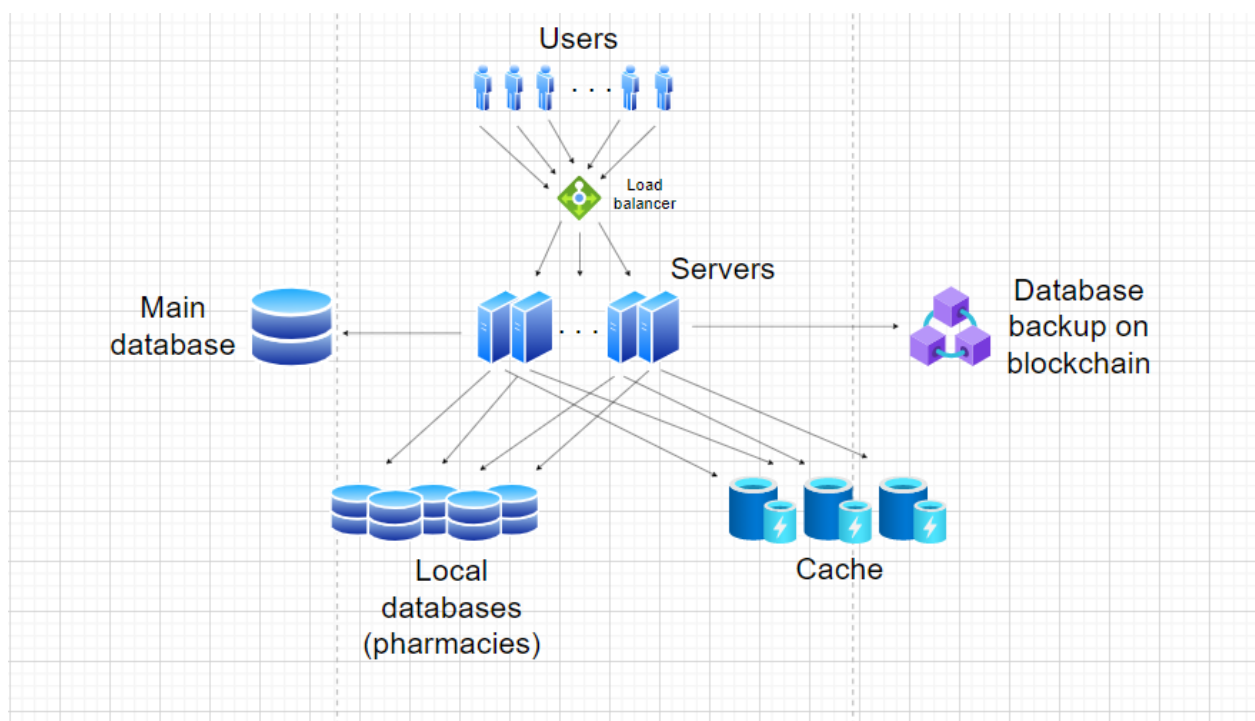 Users
Load
balancer
Servers
Main
database
Database
backup on
blockchain
Local
databases
(pharmacies)
Cache